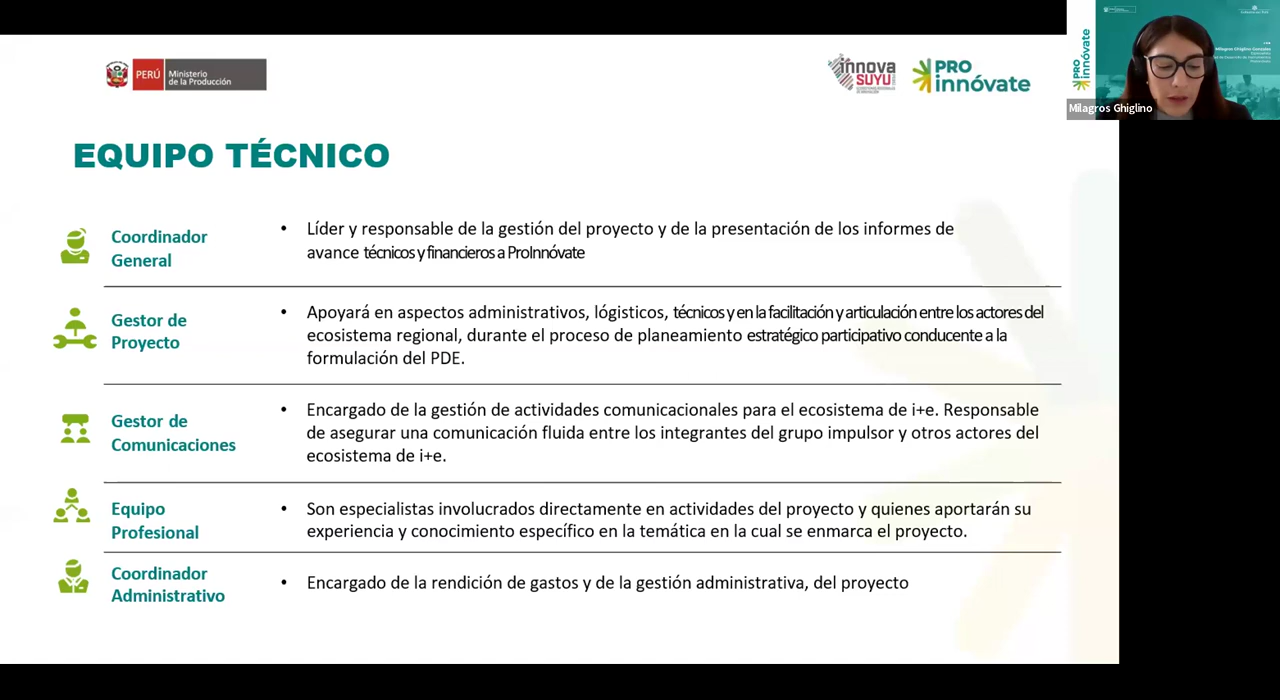 PERÚ
Ministerio
de la Producción
innova
SUYU
PRO
innóvate
PRO
innóvate
Milagros Ghiglino Gonzales
Milagros Ghiglino
EQUIPO TÉCNICO
Coordinador
General
• Líder y responsable de la gestión del proyecto y de la presentación de los informes de
avance técnicos y financieros a ProInnóvate
Gestor de
Proyecto
• Apoyará en aspectos administrativos, lógisticos, técnicos y en la facilitación y articulación entre los actores del
ecosistema regional, durante el proceso de planeamiento estratégico participativo conducente a la
formulación del PDE.
Gestor de
Comunicaciones
• Encargado de la gestión de actividades comunicacionales para el ecosistema de i+e. Responsable
de asegurar una comunicación fluida entre los integrantes del grupo impulsor y otros actores del
ecosistema de i+e.
Equipo
Profesional
• Son especialistas involucrados directamente en actividades del proyecto y quienes aportarán su
experiencia y conocimiento específico en la temática en la cual se enmarca el proyecto.
Coordinador
Administrativo
• Encargado de la rendición de gastos y de la gestión administrativa, del proyecto